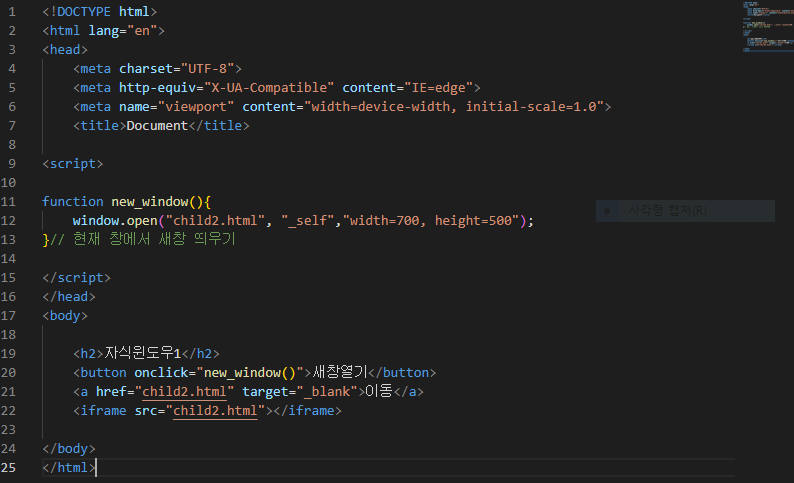 1 <!DOCTYPE html>
2 <html lang="en">
3 <head>
4     <meta charset="UTF-8">
5     <meta http-equiv="X-UA-Compatible" content="IE=edge">
6     <meta name="viewport" content="width=device-width, initial-scale=1.0">
7     <title>Document</title>
8
9 <script>
10
11 function new_window(){
12     window.open("child2.html", "_self","width=700, height=500");
사각형 캡처(R)
13 }// 현재 창에서 새창 띄우기
14
15 </script>
16 </head>
17 <body>
18
19     <h2>자식윈도우1</h2>
20     <button onclick="new_window()">새창열기</button>
21     <a href="child2.html" target="_blank">이동</a>
22     <iframe src="child2.html"></iframe>
23
24 </body>
25 </html>